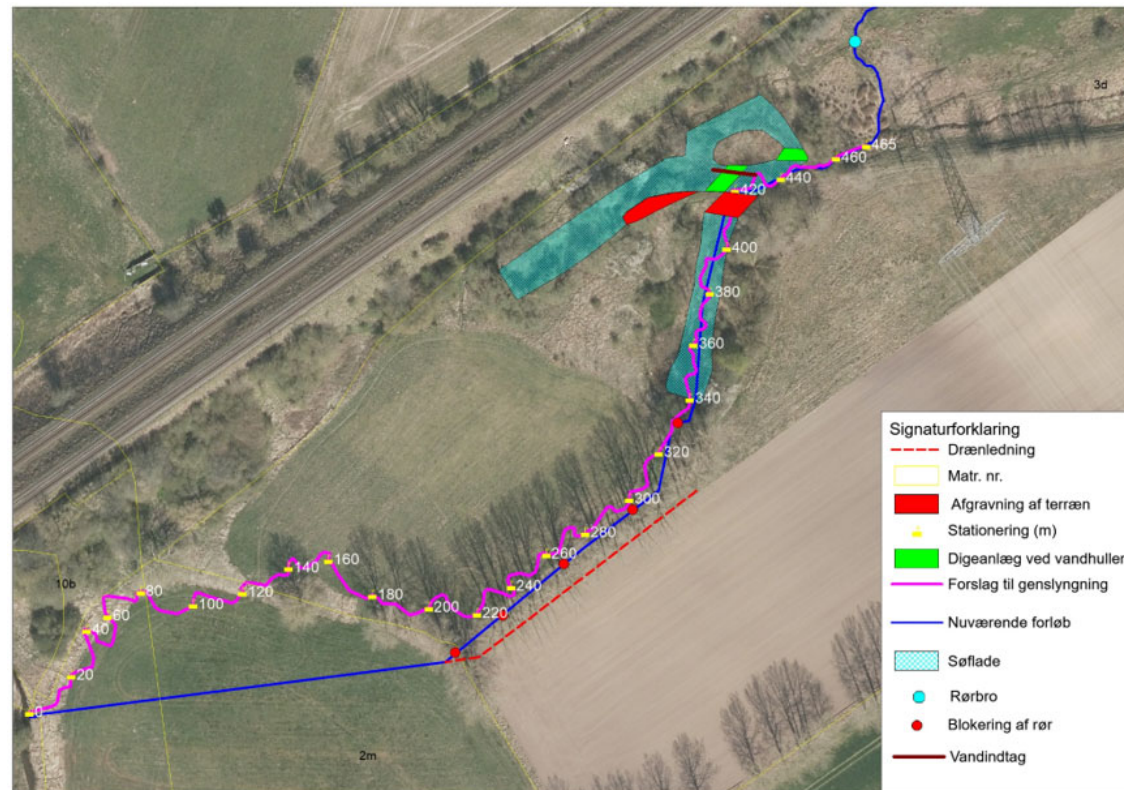 3d
465
460
440
420
400
380
360
340
320
300
280
260
240
220
200
180
160
140
120
100
80
60
40
20
0
10b
2m
Signaturforklaring
Drænledning
Matr. nr.
Afgravning af terræn
Stationering (m)
Digeanlæg ved vandhuller
Forslag til genslyngning
Nuværende forløb
Søflade
Rørbro
Blokering af rør
Vandindtag